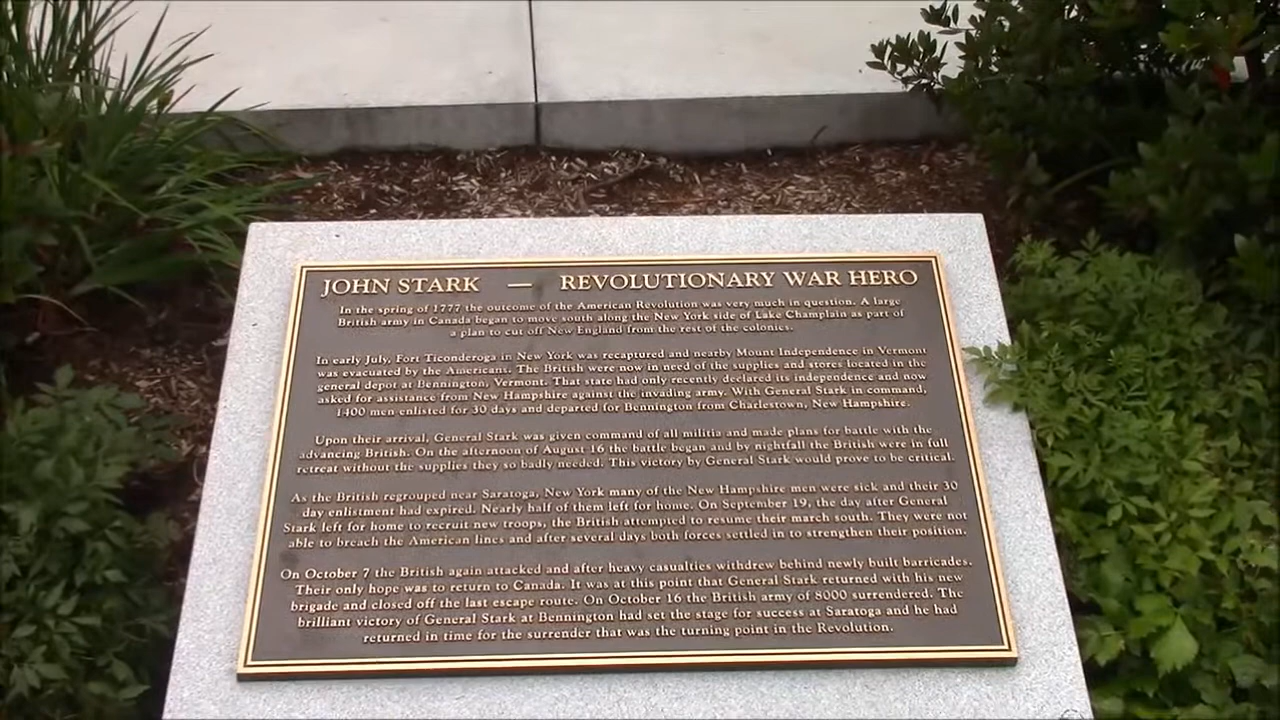 JOHN STARK — REVOLUTIONARY WAR HERO
In the spring of 1777 the outcome of the American Revolution was very much in question. A large
British army in Canada began to move south along the New York side of Lake Champlain as part of
a plan to cut off New England from the rest of the colonies.
In early July, Fort Ticonderoga in New York was recaptured and nearby Mount Independence in Vermont
was evacuated by the Americans. The British were now in need of the supplies and stores located in the
general depot at Bennington, Vermont. That state had only recently declared its independence and now
asked for assistance from New Hampshire against the invading army. With General Stark in command,
1400 men enlisted for 30 days and departed for Bennington from Charlestown, New Hampshire.
Upon their arrival, General Stark was given command of all militia and made plans for battle with the
advancing British. On the afternoon of August 16 the battle began and by nightfall the British were in full
retreat without the supplies they so badly needed. This victory by General Stark would prove to be critical.
As the British regrouped near Saratoga, New York many of the New Hampshire men were sick and their 30
day enlistment had expired. Nearly half of them left for home. On September 19, the day after General
Stark left for home to recruit new troops, the British attempted to resume their march south. They were not
able to breach the American lines and after several days both forces settled in to strengthen their position.
On October 7 the British again attacked and after heavy casualties withdrew behind newly built barricades.
Their only hope was to return to Canada. It was at this point that General Stark returned with his new
brigade and closed off the last escape route. On October 16 the British army of 8000 surrendered. The
brilliant victory of General Stark at Bennington had set the stage for success at Saratoga and he had
returned in time for the surrender that was the turning point in the Revolution.